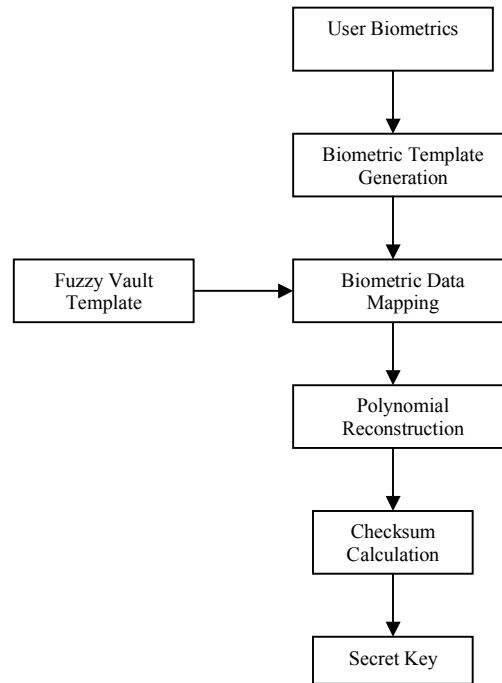 User Biometrics
Biometric Template
Generation
Fuzzy Vault
Template
Biometric Data
Mapping
Polynomial
Reconstruction
Checksum
Calculation
Secret Key